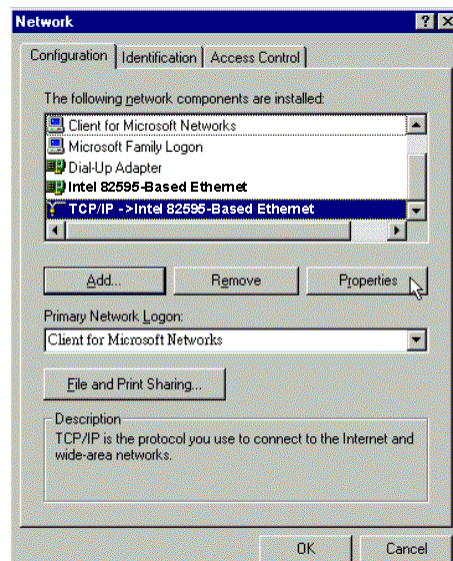 Network
Configuration Identification Access Control
The following network components are installed:
Client for Microsoft Networks
Microsoft Family Logon
Dial-Up Adapter
Intel 82595-Based Ethernet
TCP/IP ->Intel 82595-Based Ethernet
Add... Remove Properties
Primary Network Logon:
Client for Microsoft Networks
File and Print Sharing...
Description
TCP/IP is the protocol you use to connect to the Internet and
wide-area networks.
OK Cancel